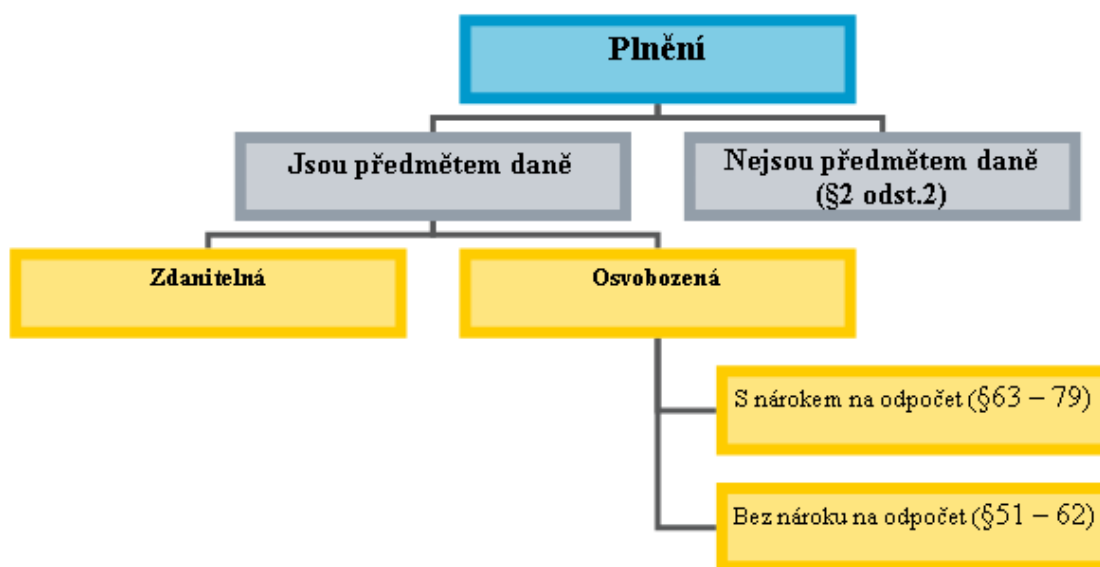 Plnění
Jsou předmětem daně
Nejsou předmětem daně
(§2 odst.2)
Zdanitelná
Osvobozená
S nárokem na odpočet (§63 – 79)
Bez nároku na odpočet (§51 – 62)